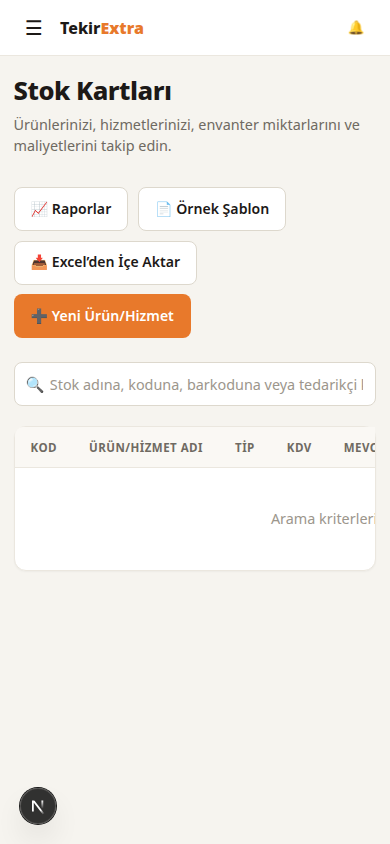 TekirExtra
Stok Kartları
Ürünlerinizi, hizmetlerinizi, envanter miktarlarını ve
maliyetlerini takip edin.
Raporlar
Örnek Şablon
Excel'den İçe Aktar
Yeni Ürün/Hizmet
Stok adına, koduna, barkoduna veya tedarikçi
KOD ÜRÜN/HİZMET ADI TİP KDV
Arama
N